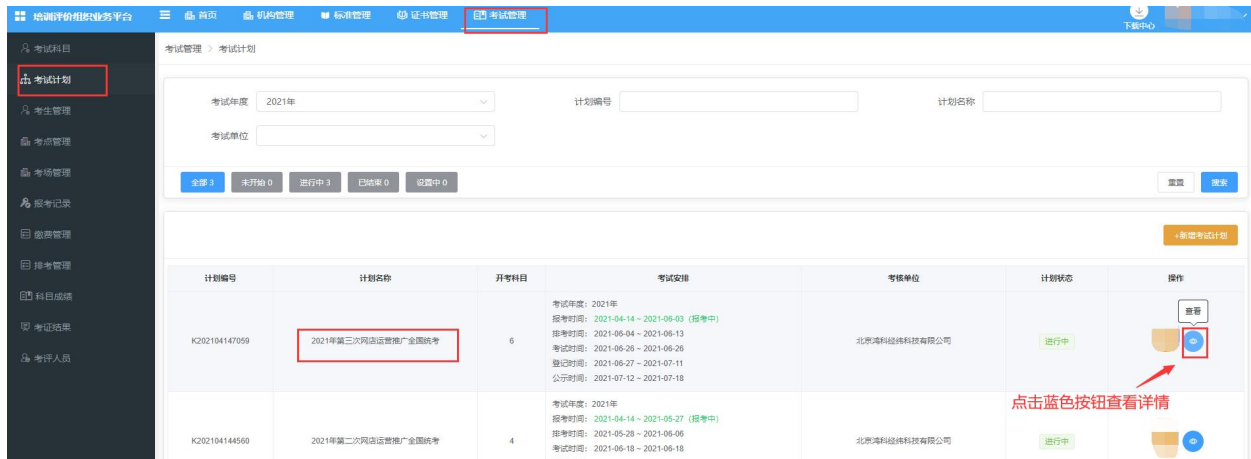 培训评价组织业务平台
首页
机构管理
标准管理
证书管理
考试管理
下载中心
考试科目
考试计划
考生管理
考点管理
考场管理
报考记录
缴费管理
排考管理
科目成绩
考证结果
考评人员
考试管理 > 考试计划
考试年度 2021年
计划编号
计划名称
考试单位
全部 3
未开始 0
进行中 3
已结束 0
设置中 0
重置
搜索
+新增考试计划
计划编号 计划名称 开考科目 考试安排 考核单位 计划状态 操作
K202104147059
2021年第三次网店运营推广全国统考
6
考试年度：2021年
报考时间：2021-04-14 ~ 2021-06-03（报考中）
排考时间：2021-06-04 ~ 2021-06-13
考试时间：2021-06-26 ~ 2021-06-26
登记时间：2021-06-27 ~ 2021-07-11
公示时间：2021-07-12 ~ 2021-07-18
北京鸿科经纬科技有限公司
进行中
查看
点击蓝色按钮查看详情
K202104144560
2021年第二次网店运营推广全国统考
4
考试年度：2021年
报考时间：2021-04-14 ~ 2021-05-27（报考中）
排考时间：2021-05-28 ~ 2021-06-06
考试时间：2021-06-18 ~ 2021-06-18
北京鸿科经纬科技有限公司
进行中